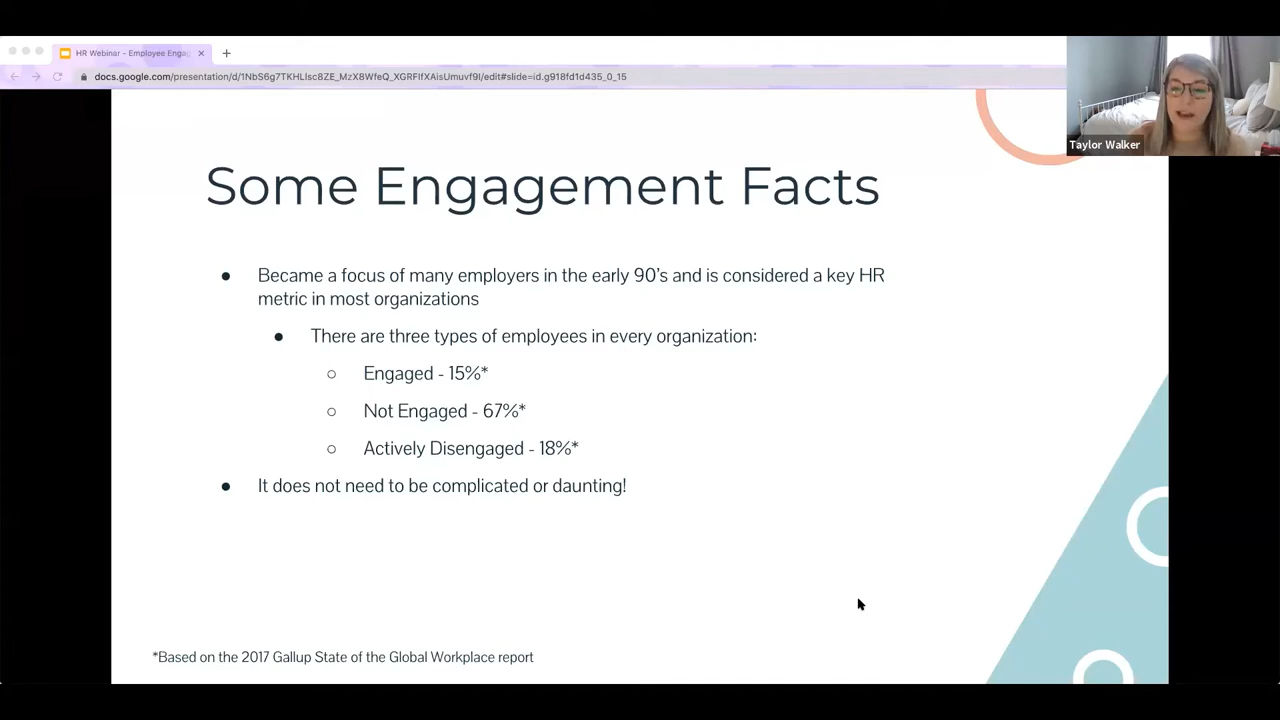 HR Webinar - Employee Enga
docs.google.com/presentation/d/1NbS6g7TKHLlsc8ZE_MzX8WfeQ_XGRFlfXAisUmuvf9I/edit#slide=id.g918fd1d435_0_15
Taylor Walker
Some Engagement Facts
● Became a focus of many employers in the early 90's and is considered a key HR
metric in most organizations
● There are three types of employees in every organization:
○ Engaged - 15%*
○ Not Engaged - 67%*
○ Actively Disengaged - 18%*
● It does not need to be complicated or daunting!
*Based on the 2017 Gallup State of the Global Workplace report